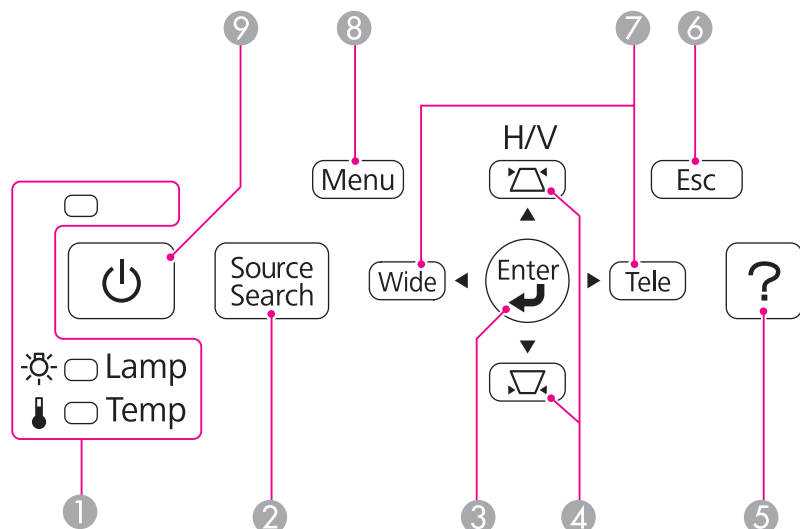 9
8
7
6
H/V
Menu
Esc
Source
Search
Wide
Enter
Tele
?
Lamp
Temp
1
2
3
4
5